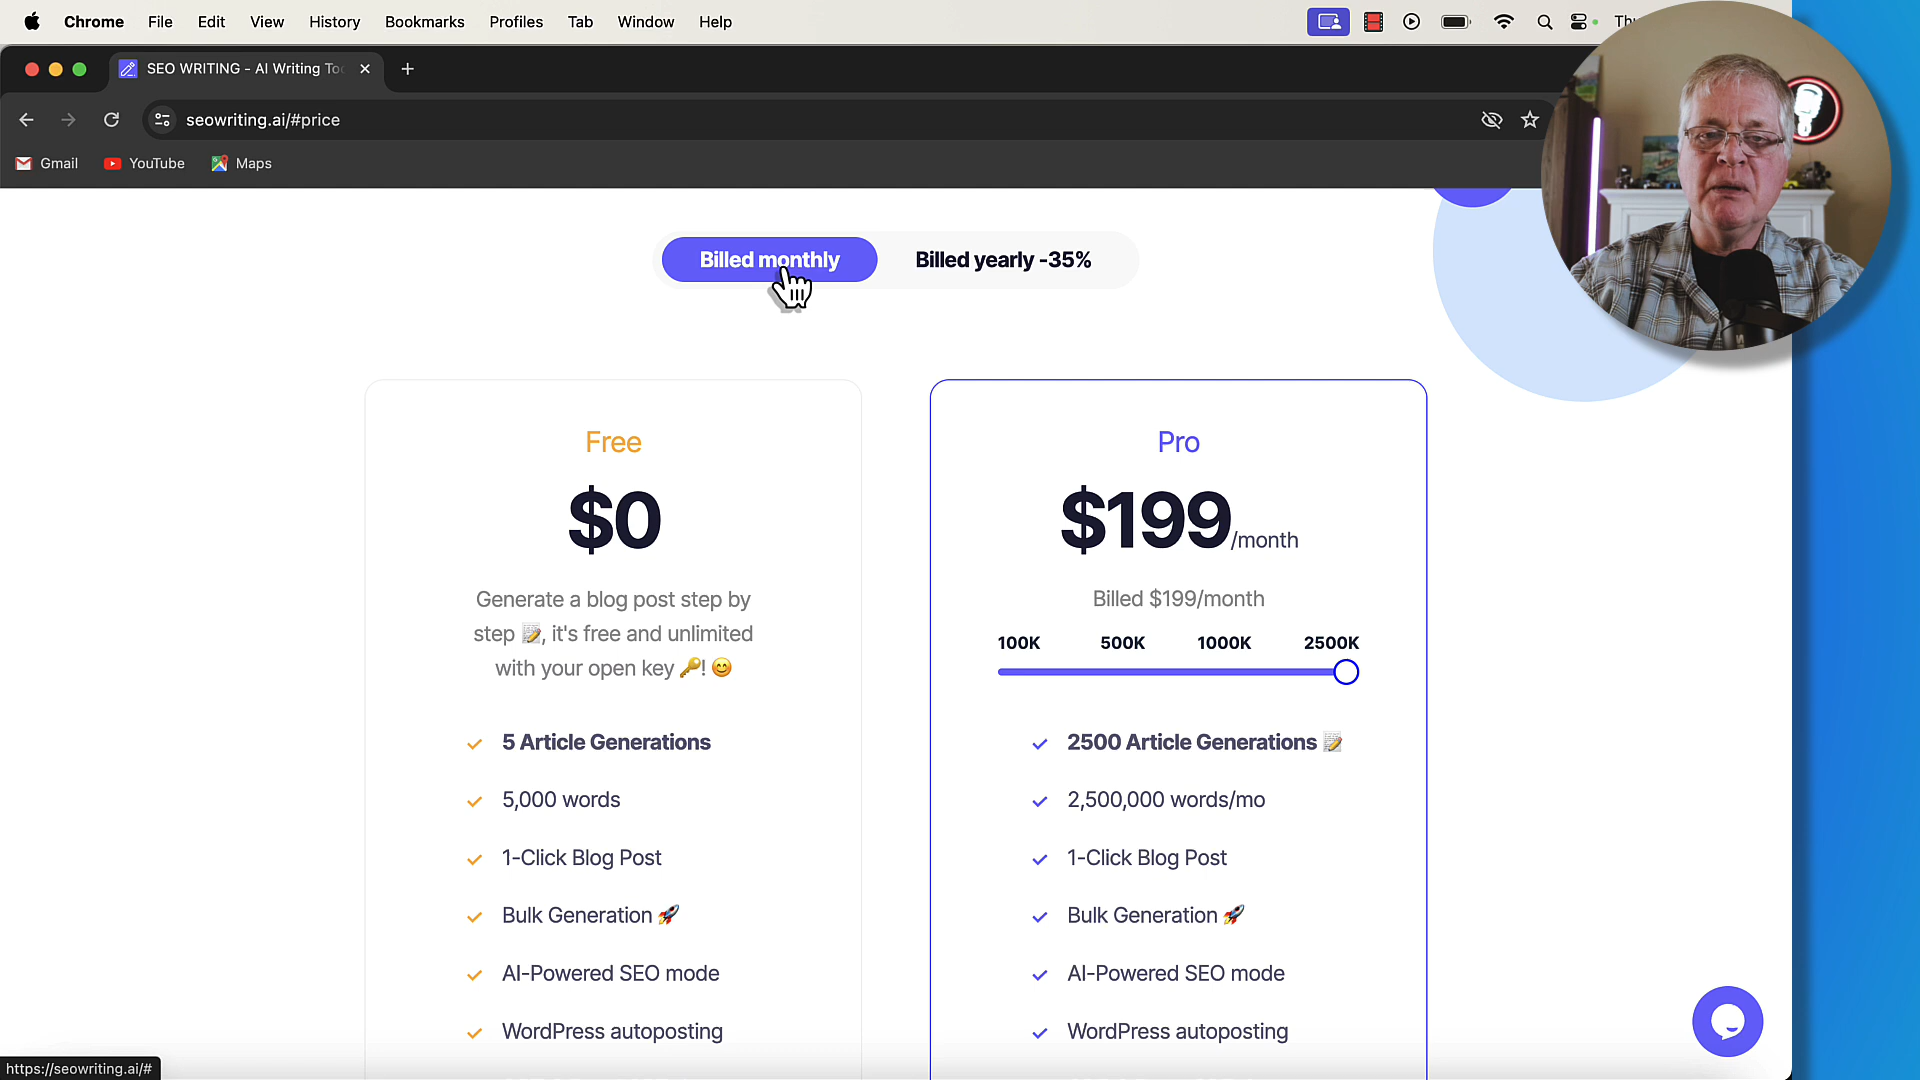 Chrome File Edit View History Bookmarks Profiles Tab Window Help
SEO WRITING - AI Writing To
seowriting.ai/#price
Gmail YouTube Maps
Billed monthly Billed yearly -35%
Free
$0
Generate a blog post step by
step 📝, it's free and unlimited
with your open key 🔑! 😊
5 Article Generations
5,000 words
1-Click Blog Post
Bulk Generation 🚀
AI-Powered SEO mode
WordPress autoposting
Pro
$199/month
Billed $199/month
100K 500K 1000K 2500K
2500 Article Generations 📝
2,500,000 words/mo
1-Click Blog Post
Bulk Generation 🚀
AI-Powered SEO mode
WordPress autoposting
https://seowriting.ai/#